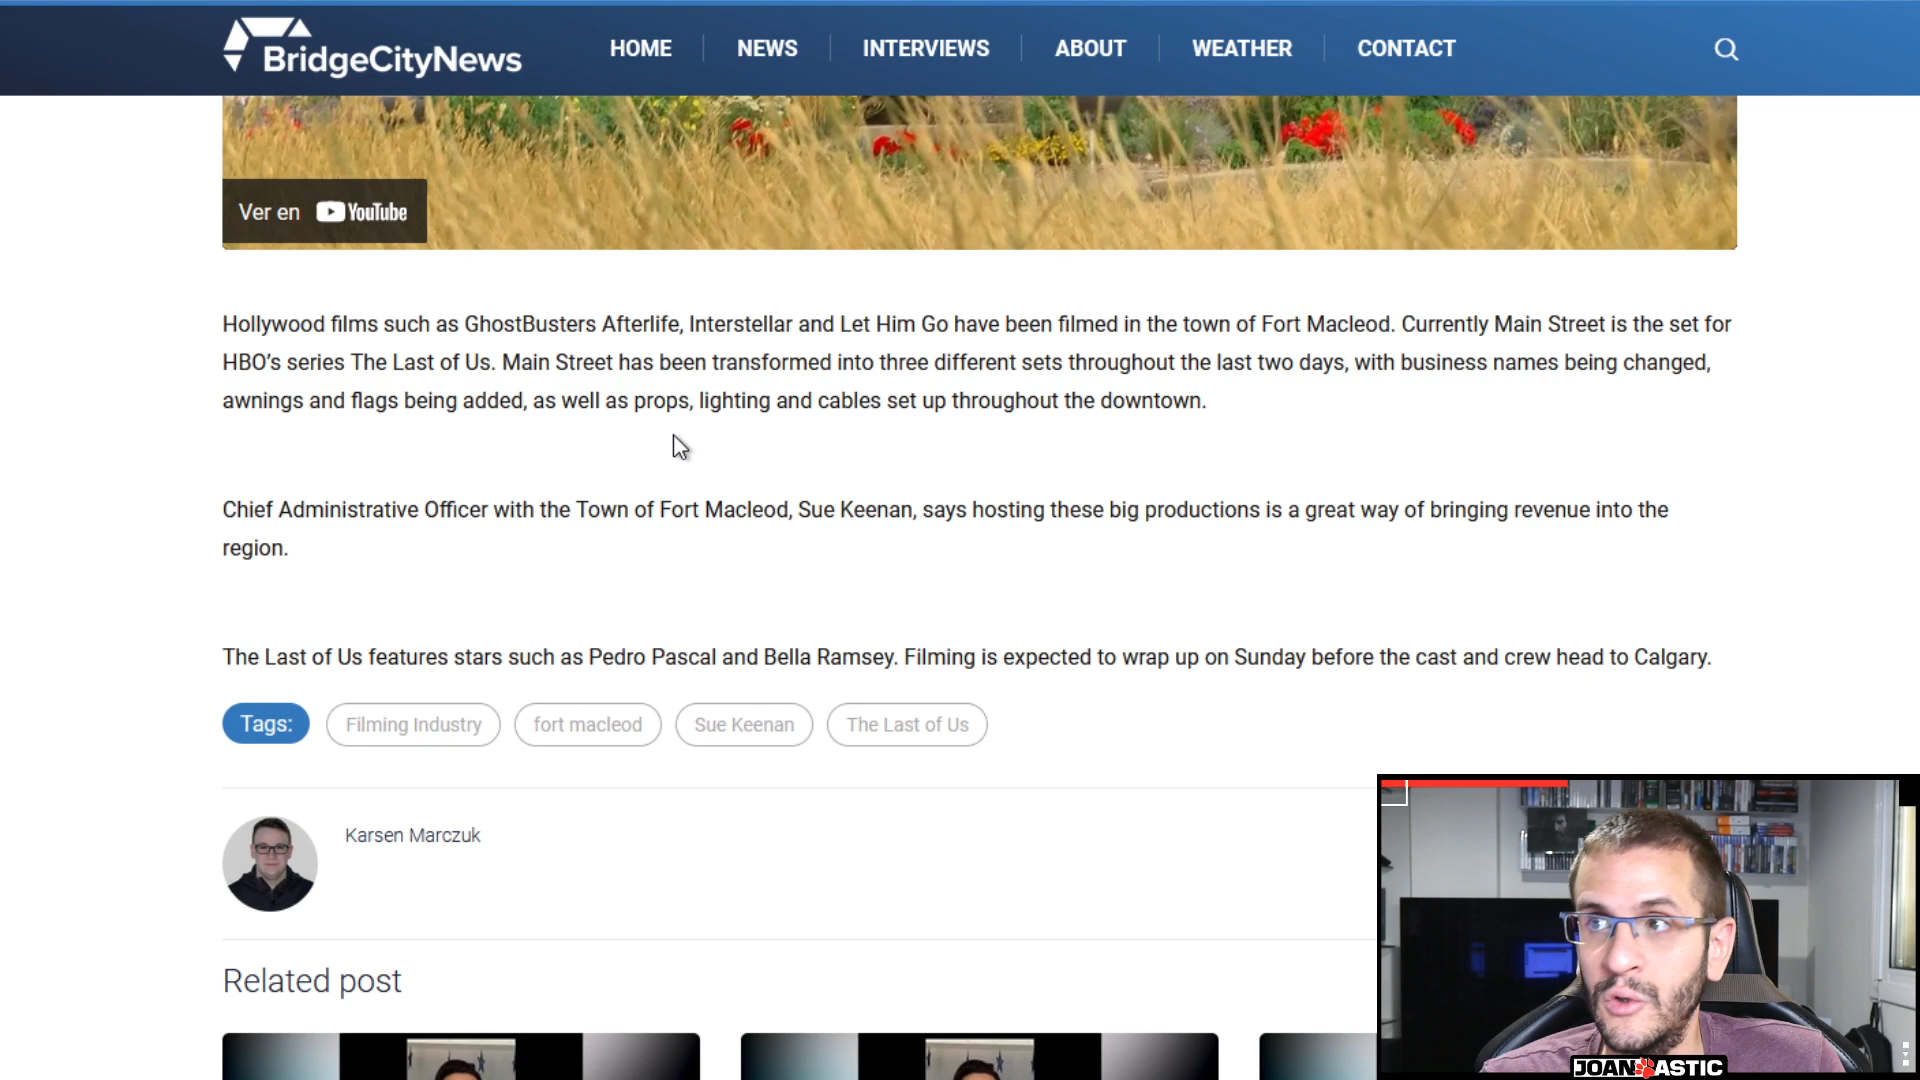 BridgeCityNews
HOME
NEWS
INTERVIEWS
ABOUT
WEATHER
CONTACT
Ver en YouTube
Hollywood films such as GhostBusters Afterlife, Interstellar and Let Him Go have been filmed in the town of Fort Macleod. Currently Main Street is the set for
HBO’s series The Last of Us. Main Street has been transformed into three different sets throughout the last two days, with business names being changed,
awnings and flags being added, as well as props, lighting and cables set up throughout the downtown.
Chief Administrative Officer with the Town of Fort Macleod, Sue Keenan, says hosting these big productions is a great way of bringing revenue into the
region.
The Last of Us features stars such as Pedro Pascal and Bella Ramsey. Filming is expected to wrap up on Sunday before the cast and crew head to Calgary.
Tags:
Filming Industry
fort macleod
Sue Keenan
The Last of Us
Karsen Marczuk
Related post
JOAN ASTIC